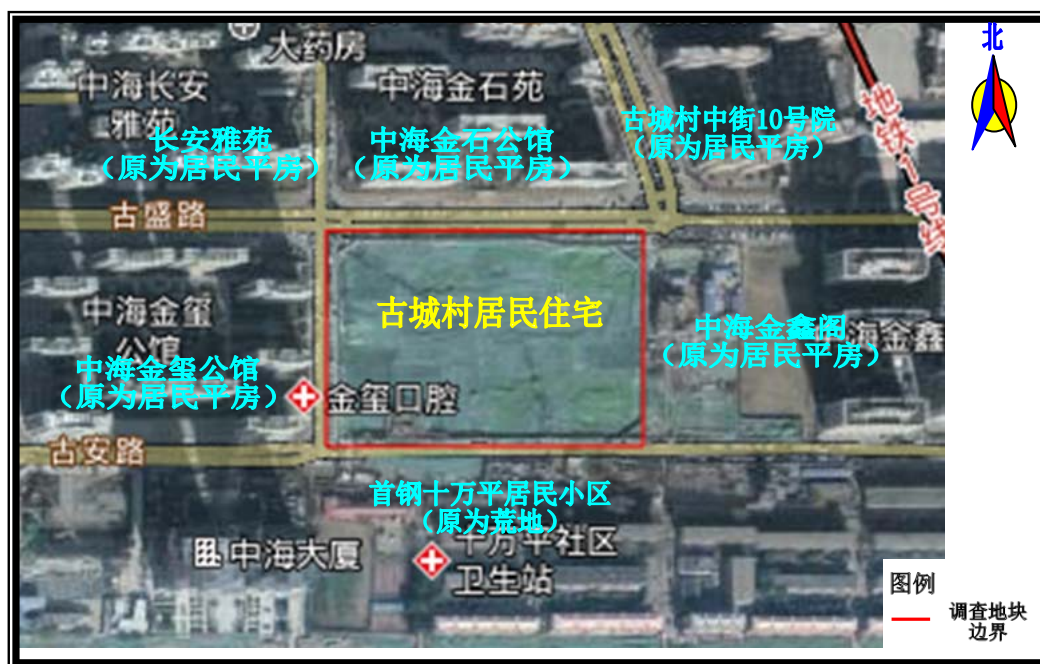 大药房
北
中海长安
雅苑
中海金石苑
长安雅苑
（原为居民平房）
中海金石公馆
（原为居民平房）
古城村中街10号院
（原为居民平房）
地铁1号线
古盛路
古城村居民住宅
中海金玺
公馆
中海金玺公馆
（原为居民平房）
中海金鑫阁
（原为居民平房）
海金鑫
金玺口腔
古安路
首钢十万平居民小区
（原为荒地）
中海大厦
十万平社区
卫生站
图例
调查地块
边界